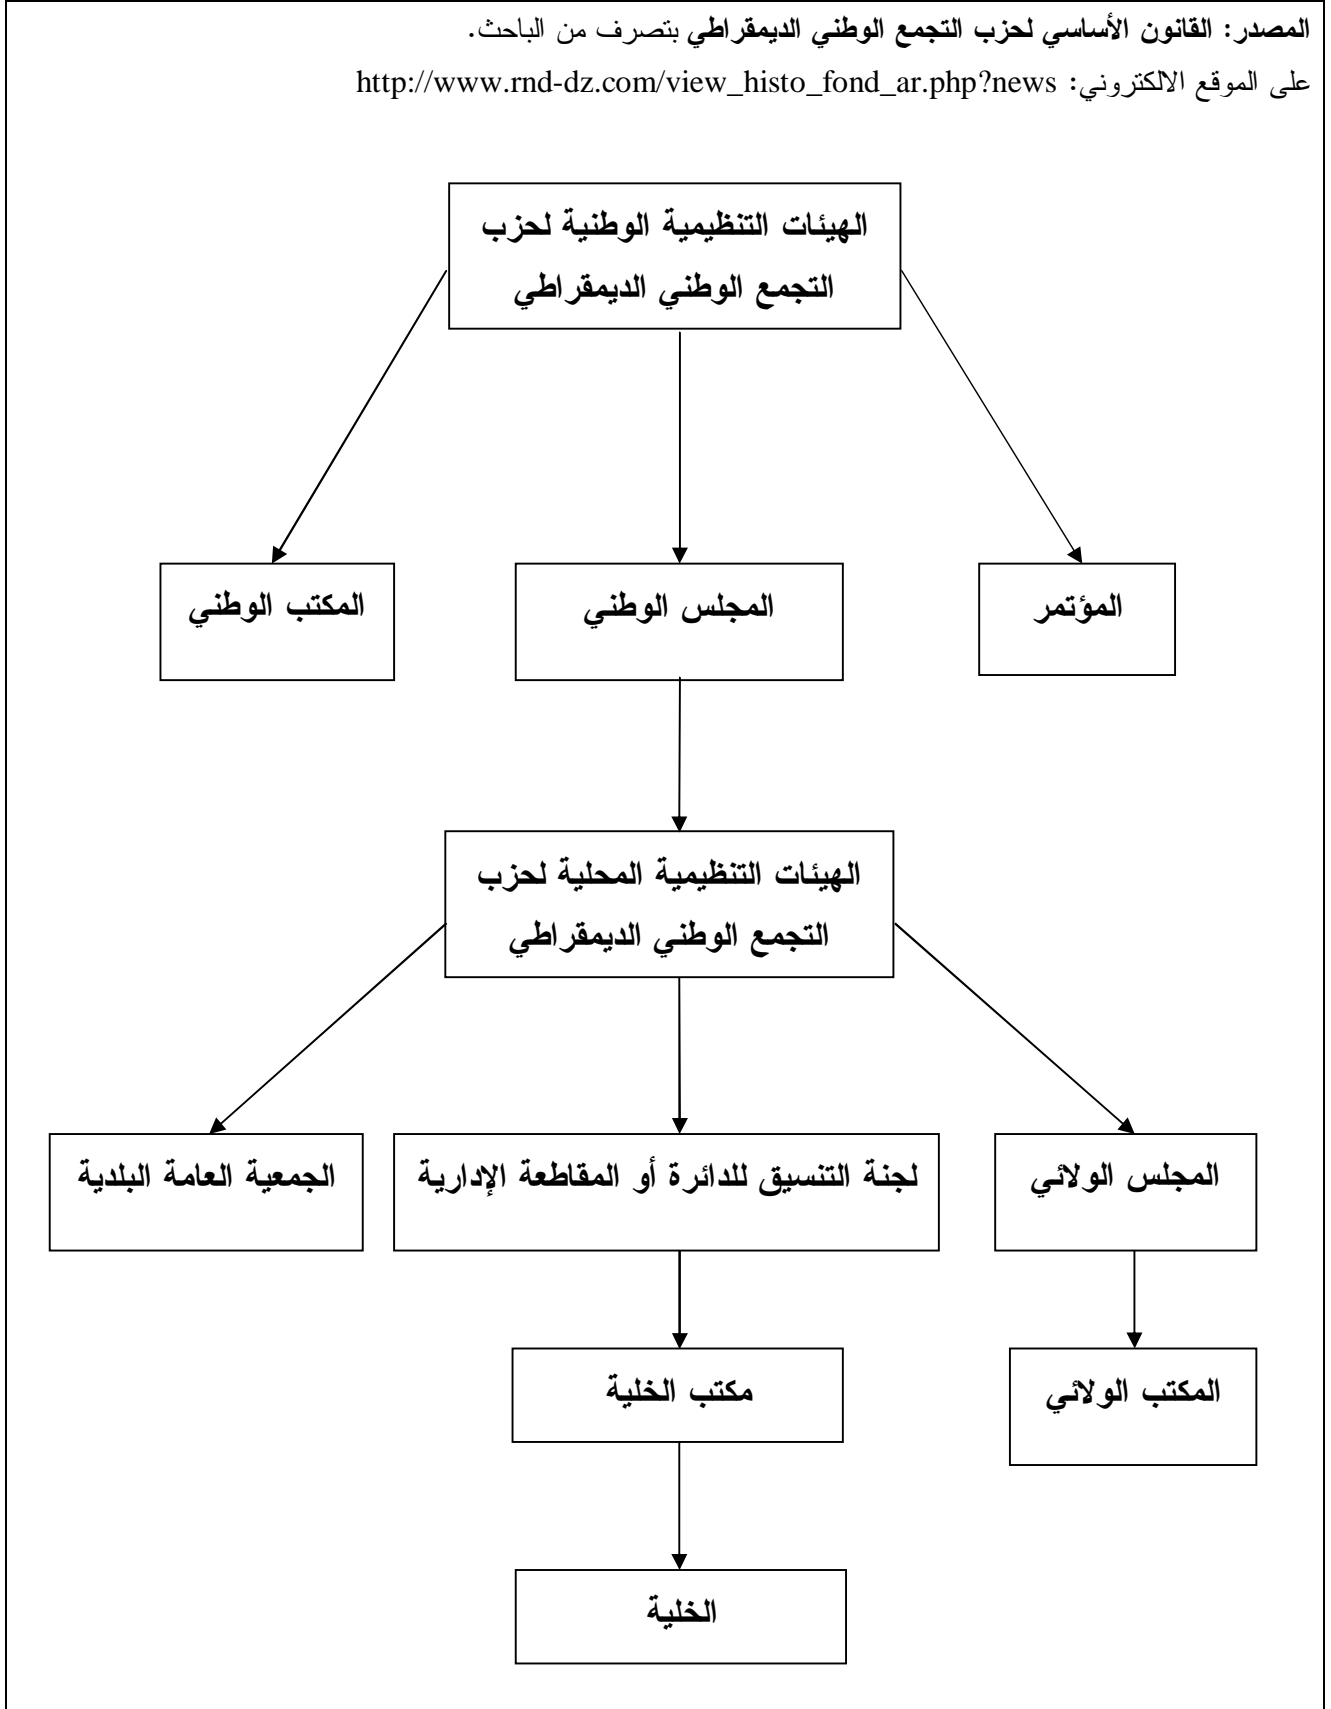 المصدر: القانون الأساسي لحزب التجمع الوطني الديمقراطي بتصرف من الباحث.
على الموقع الالكتروني: http://www.rnd-dz.com/view_histo_fond_ar.php?news
الهيئات التنظيمية الوطنية لحزب
التجمع الوطني الديمقراطي
المؤتمر
المجلس الوطني
المكتب الوطني
الهيئات التنظيمية المحلية لحزب
التجمع الوطني الديمقراطي
المجلس الولائي
لجنة التنسيق للدائرة أو المقاطعة الإدارية
الجمعية العامة البلدية
المكتب الولائي
مكتب الخلية
الخلية